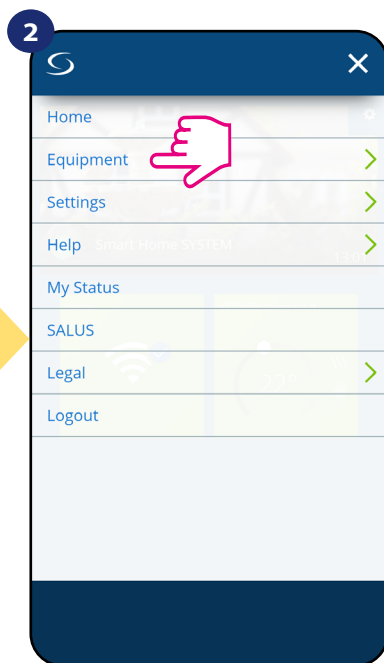 2
Home
Equipment
Settings
Help
Smart Home SYSTEM
My Status
SALUS
Legal
Logout